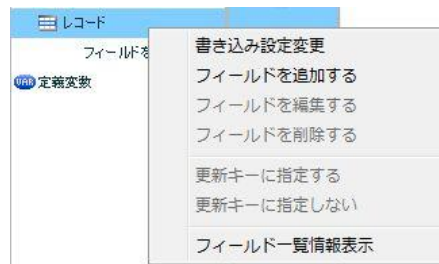 レコード
フィールドを
VAR 定義変数
書き込み設定変更
フィールドを追加する
フィールドを編集する
フィールドを削除する
更新キーに指定する
更新キーに指定しない
フィールド一覧情報表示